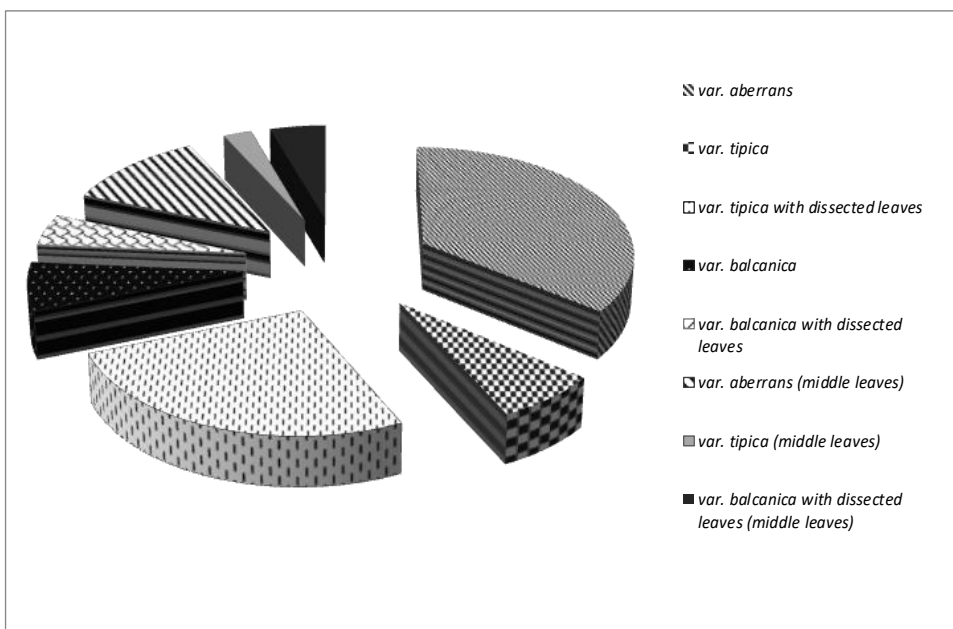 var. aberrans
var. tipica
var. tipica with dissected leaves
var. balcanica
var. balcanica with dissected
leaves
var. aberrans (middle leaves)
var. tipica (middle leaves)
var. balcanica with dissected
leaves (middle leaves)